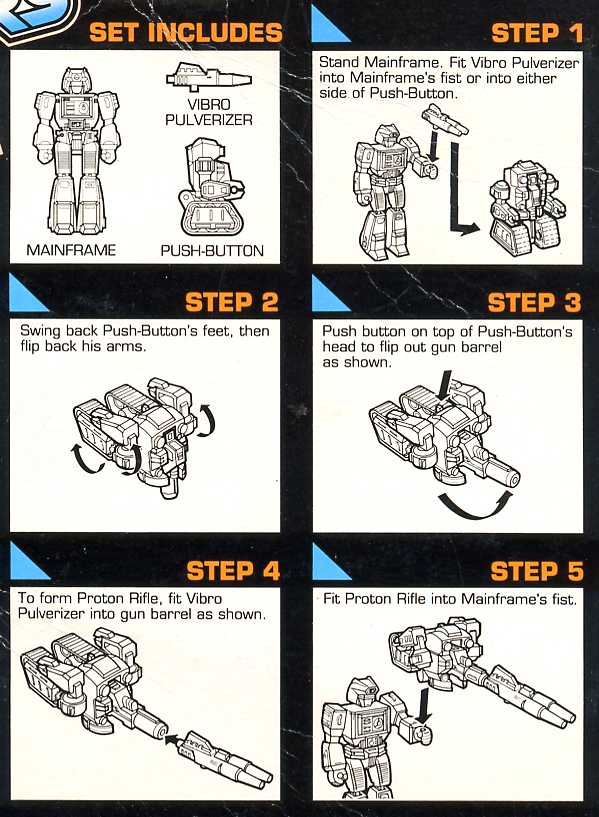 SET INCLUDES
MAINFRAME
VIBRO
PULVERIZER
PUSH-BUTTON
STEP 1
Stand Mainframe. Fit Vibro Pulverizer
into Mainframe's fist or into either
side of Push-Button.
STEP 2
Swing back Push-Button's feet, then
flip back his arms.
STEP 3
Push button on top of Push-Button's
head to flip out gun barrel
as shown.
STEP 4
To form Proton Rifle, fit Vibro
Pulverizer into gun barrel as shown.
STEP 5
Fit Proton Rifle into Mainframe's fist.